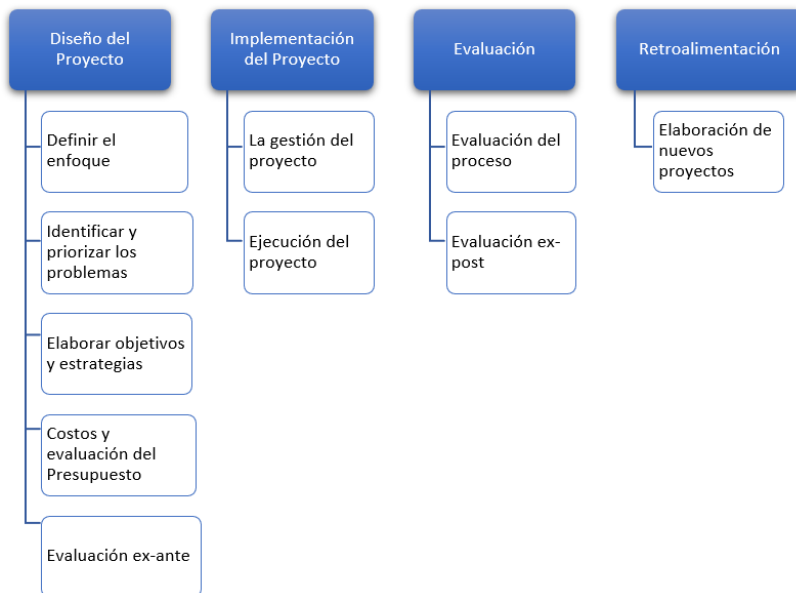 Diseño del
Proyecto
Definir el
enfoque
Identificar y
priorizar los
problemas
Elaborar objetivos
y estrategias
Costos y
evaluación del
Presupuesto
Evaluación ex-ante
Implementación
del Proyecto
La gestión del
proyecto
Ejecución del
proyecto
Evaluación
Evaluación del
proceso
Evaluación ex-
post
Retroalimentación
Elaboración de
nuevos
proyectos